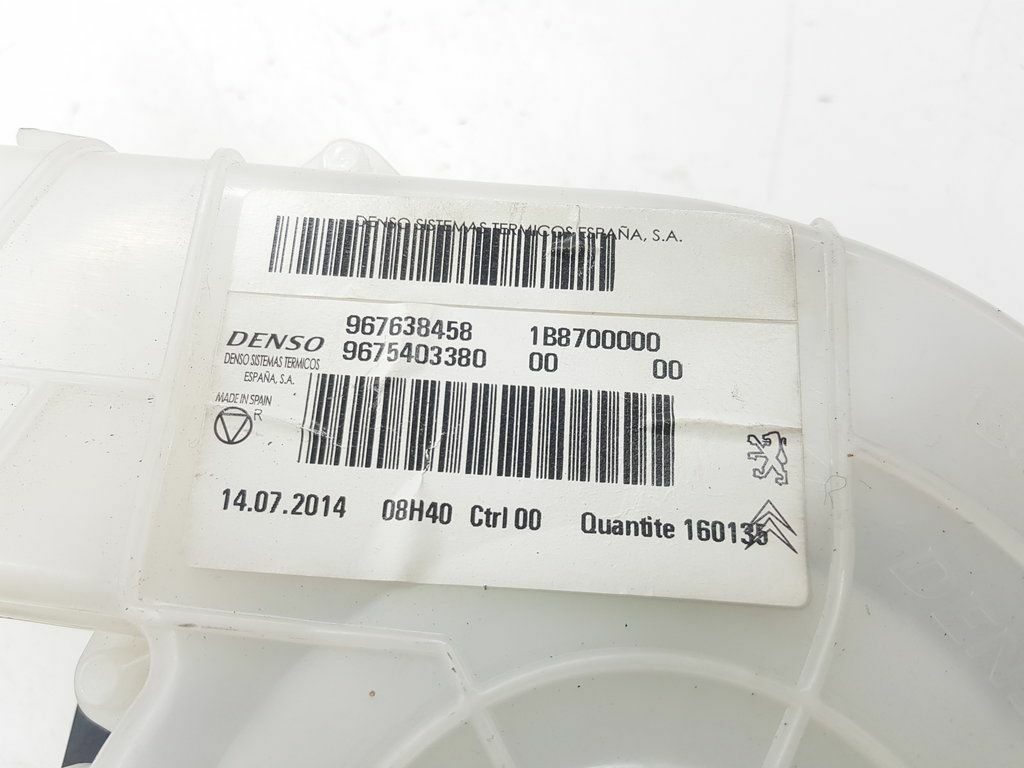 DENSO SISTEMAS TERMICOS ESPAÑA, S.A.
967638458 1B8700000
DENSO 9675403380 00 00
DENSO SISTEMAS TERMICOS
ESPAÑA, S.A.
MADE IN SPAIN
R
14.07.2014 08H40 Ctrl 00 Quantite 160135
R
DENSO